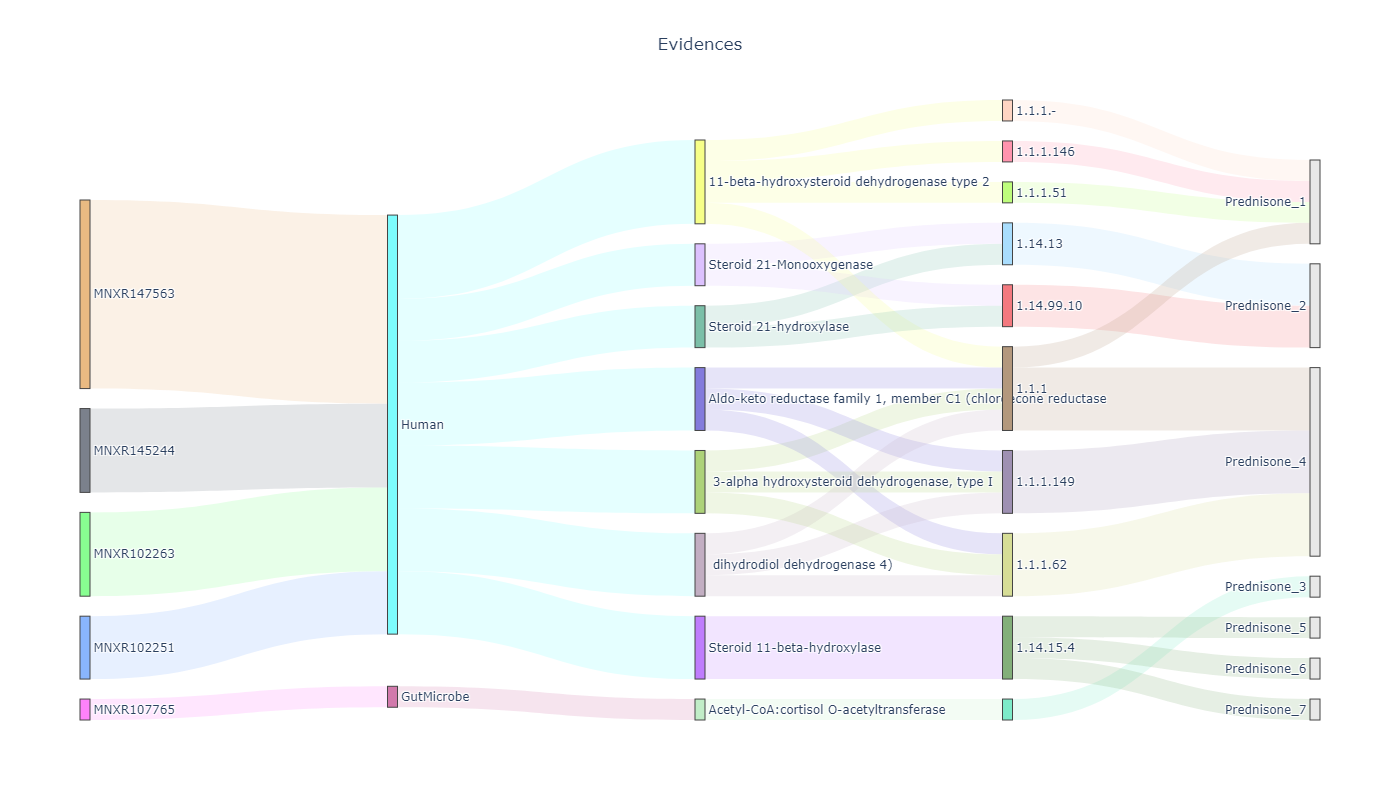 Evidences
MNXR147563
MNXR145244
MNXR102263
MNXR102251
MNXR107765
Human
GutMicrobe
11-beta-hydroxysteroid dehydrogenase type 2
Steroid 21-Monooxygenase
Steroid 21-hydroxylase
Aldo-keto reductase family 1, member C1 (chlordecone reductase
3-alpha hydroxysteroid dehydrogenase, type I
dihydrodiol dehydrogenase 4)
Steroid 11-beta-hydroxylase
Acetyl-CoA:cortisol O-acetyltransferase
1.1.1.-
1.1.1.146
1.1.1.51
1.14.13
1.14.99.10
1.1.1
1.1.1.149
1.1.1.62
1.14.15.4
Prednisone_1
Prednisone_2
Prednisone_4
Prednisone_3
Prednisone_5
Prednisone_6
Prednisone_7